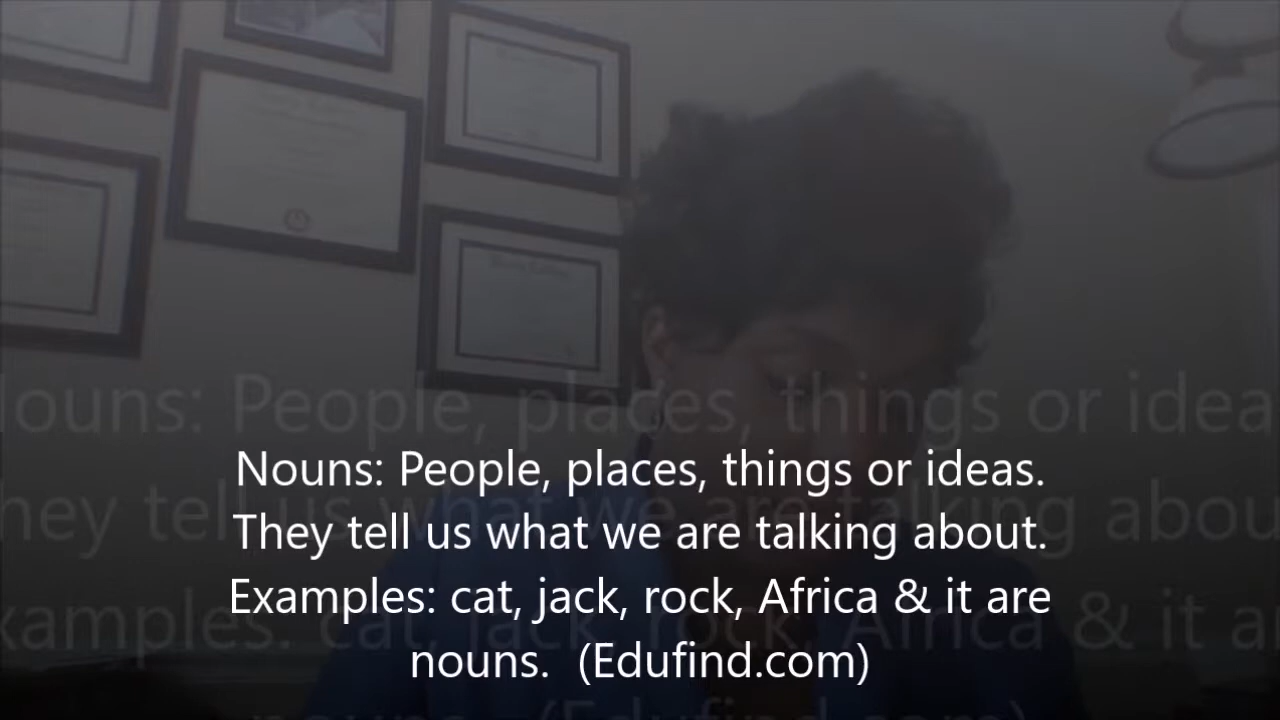 Nouns: People, places, things or ideas.
They tell us what we are talking about.
Examples: cat, jack, rock, Africa & it are
nouns.  (Edufind.com)